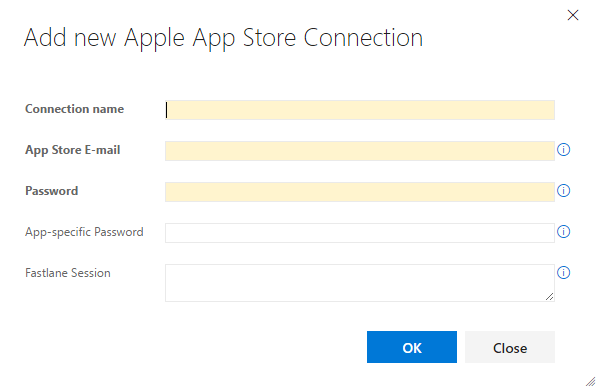 Add new Apple App Store Connection
Connection name
App Store E-mail
Password
App-specific Password
Fastlane Session
OK Close